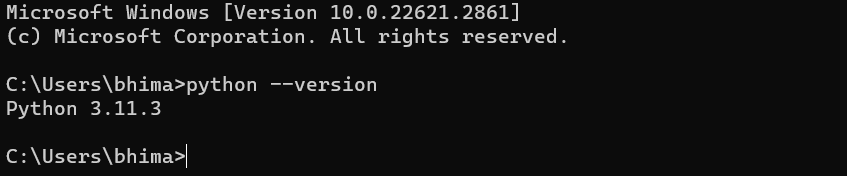 Microsoft Windows [Version 10.0.22621.2861]
(c) Microsoft Corporation. All rights reserved.
C:\Users\bhima>python --version
Python 3.11.3
C:\Users\bhima>